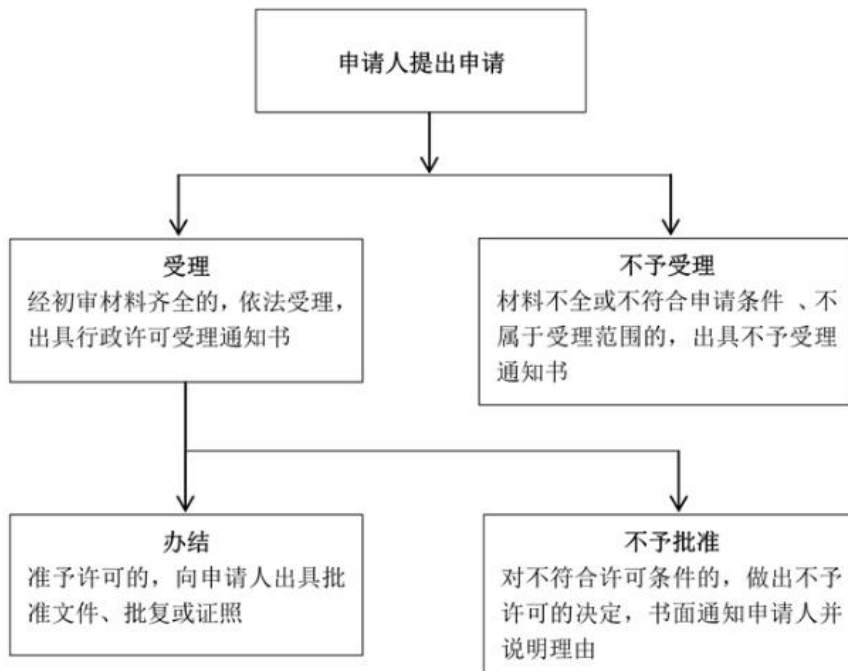 申请人提出申请
受理
经初审材料齐全的，依法受理，
出具行政许可受理通知书
不予受理
材料不全或不符合申请条件 、不
属于受理范围的，出具不予受理
通知书
办结
准予许可的，向申请人出具批
准文件、批复或证照
不予批准
对不符合许可条件的，做出不予
许可的决定，书面通知申请人并
说明理由